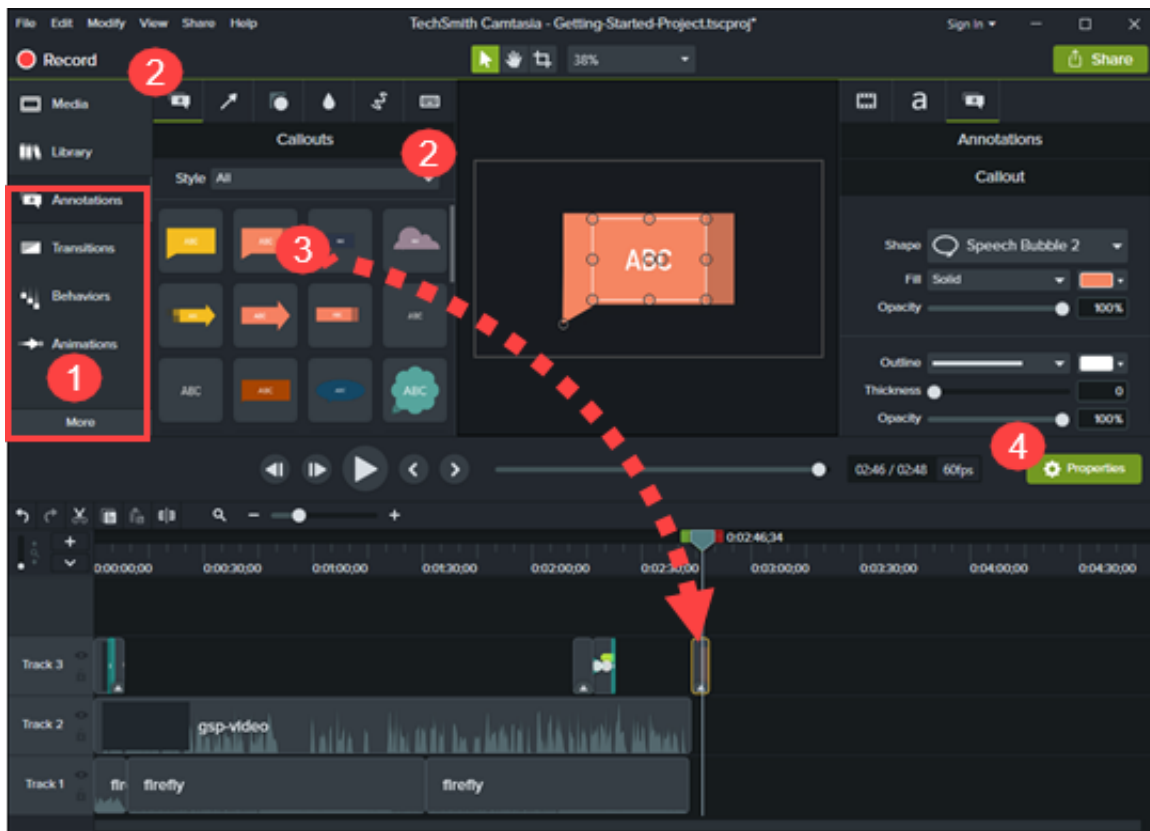 File Edit Modify View Share Help TechSmith Camtasia - Getting-Started-Project.tscproj* Sign In
Record 38% Share
2
Media
Library
Annotations
Transitions
Behaviors
Animations
1
More
Callouts
2
Style All
ABC ABC
3
ABC
ABC ABC ABC
ABC
a
Annotations
Callout
Shape Speech Bubble 2
Fill Solid
Opacity 100%
Outline
Thickness 0
Opacity 100%
4
02:46 / 02:48 60fps Properties
0:02:46;34
0:00:00;00 0:00:30;00 0:01:00;00 0:01:30;00 0:02:00;00 0:02:30;00 0:03:00;00 0:03:30;00 0:04:00;00 0:04:30;00
Track 3
Track 2 gsp-video
Track 1 fir firefly firefly